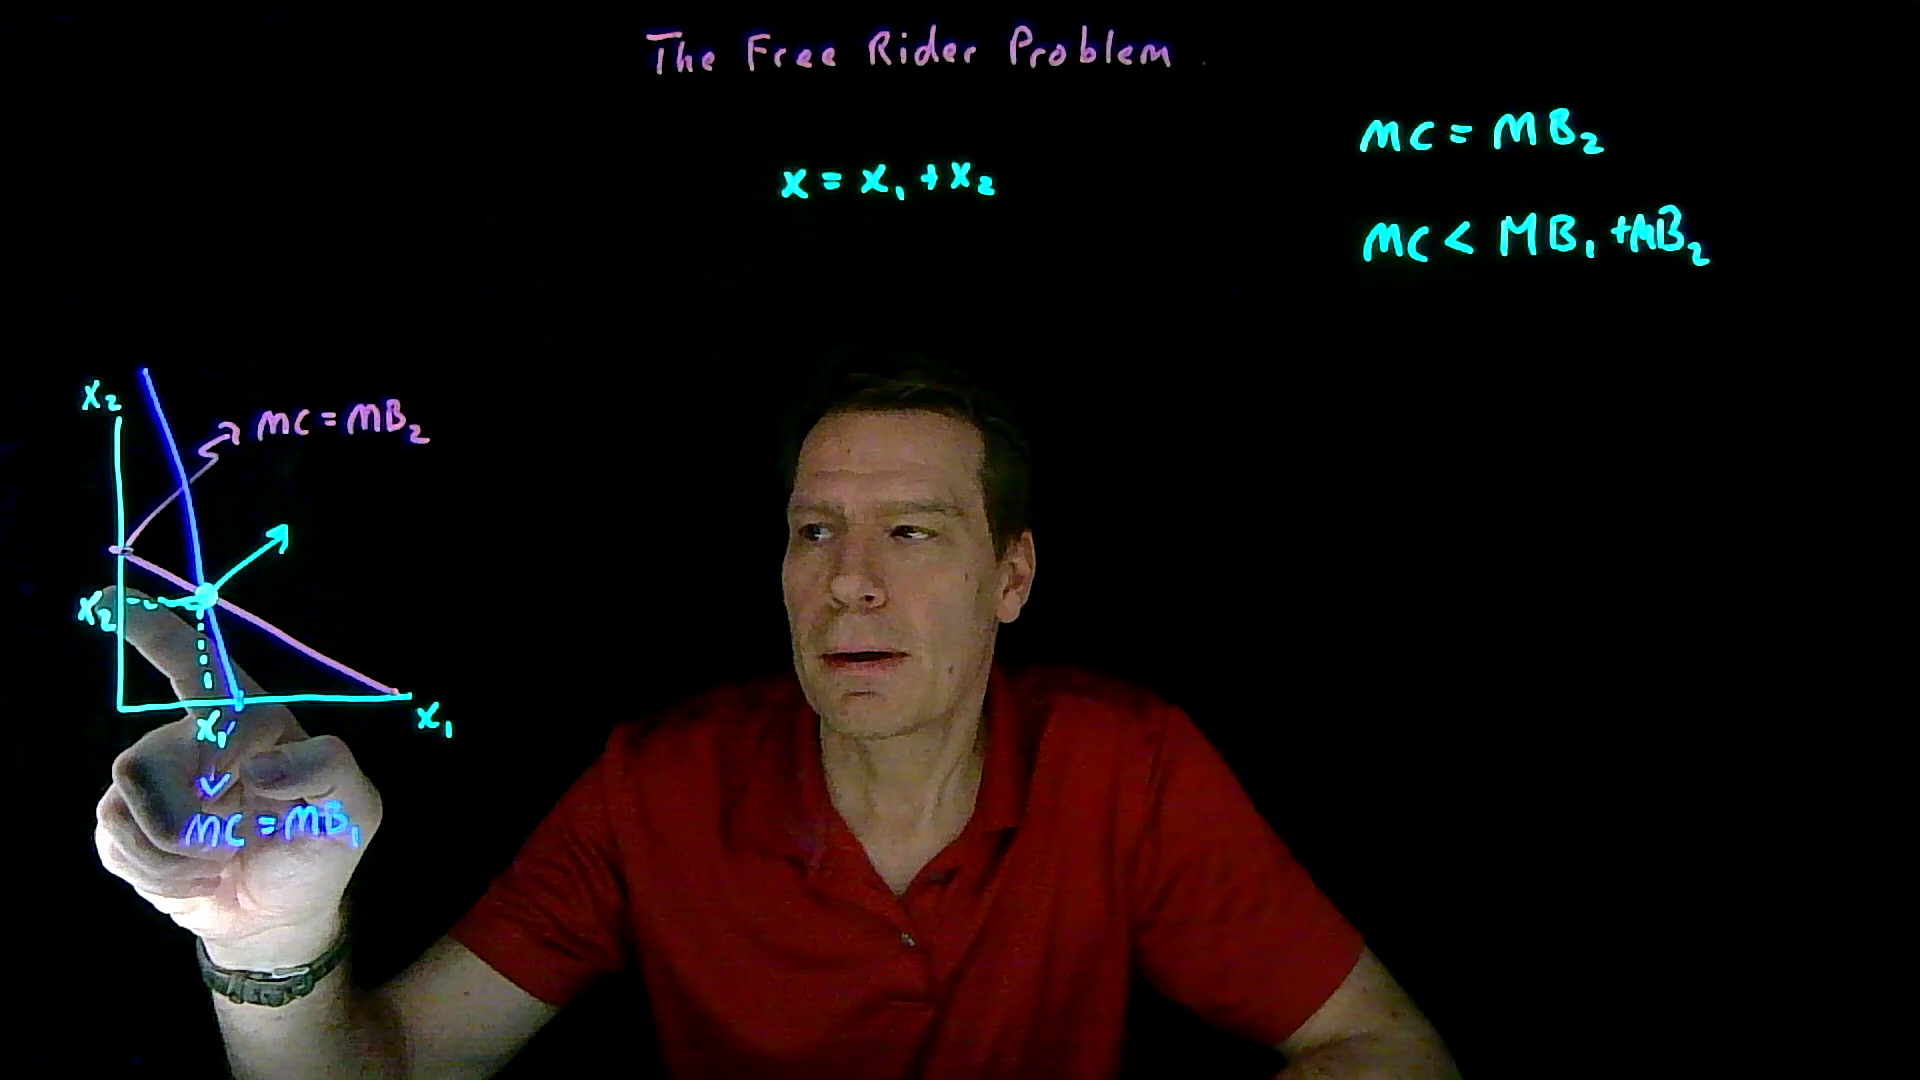 The Free Rider Problem
x = x₁ + x₂
MC = MB₂
MC < MB₁ + MB₂
x₂
MC = MB₂
x₂
x₁
x₁
MC = MB₁